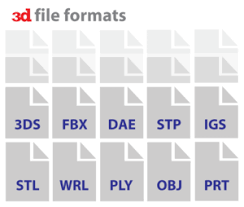 3d file formats
3DS FBX DAE STP IGS
STL WRL PLY OBJ PRT